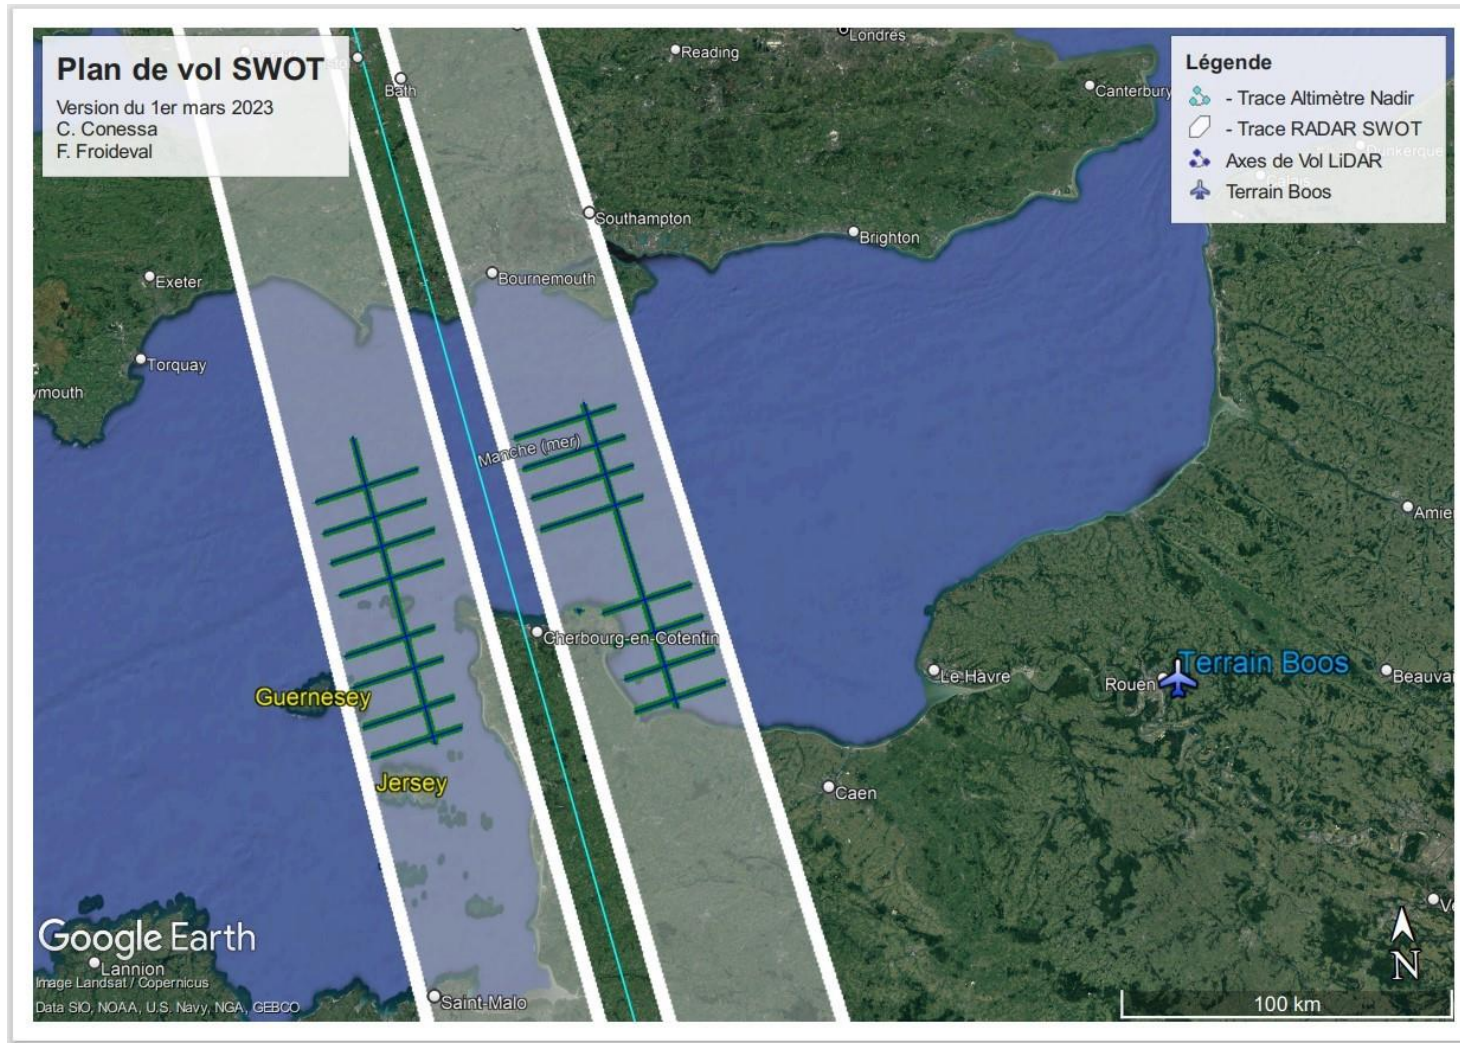 Plan de vol SWOT
Version du 1er mars 2023
C. Conessa
F. Froideval
Légende
- Trace Altimètre Nadir
- Trace RADAR SWOT
Axes de Vol LiDAR
Terrain Boos
Londres
Reading
Bath
Canterbury
Dunkerque
Calais
Southampton
Brighton
Exeter
Bournemouth
Torquay
ymouth
Manche (mer)
Amie
Cherbourg-en-Cotentin
Terrain Boos
Le Havre
Rouen
Beauvai
Guernesey
Jersey
Caen
Google Earth
Lannion
Image Landsat / Copernicus
Data SIO, NOAA, U.S. Navy, NGA, GEBCO
Saint-Malo
N
100 km